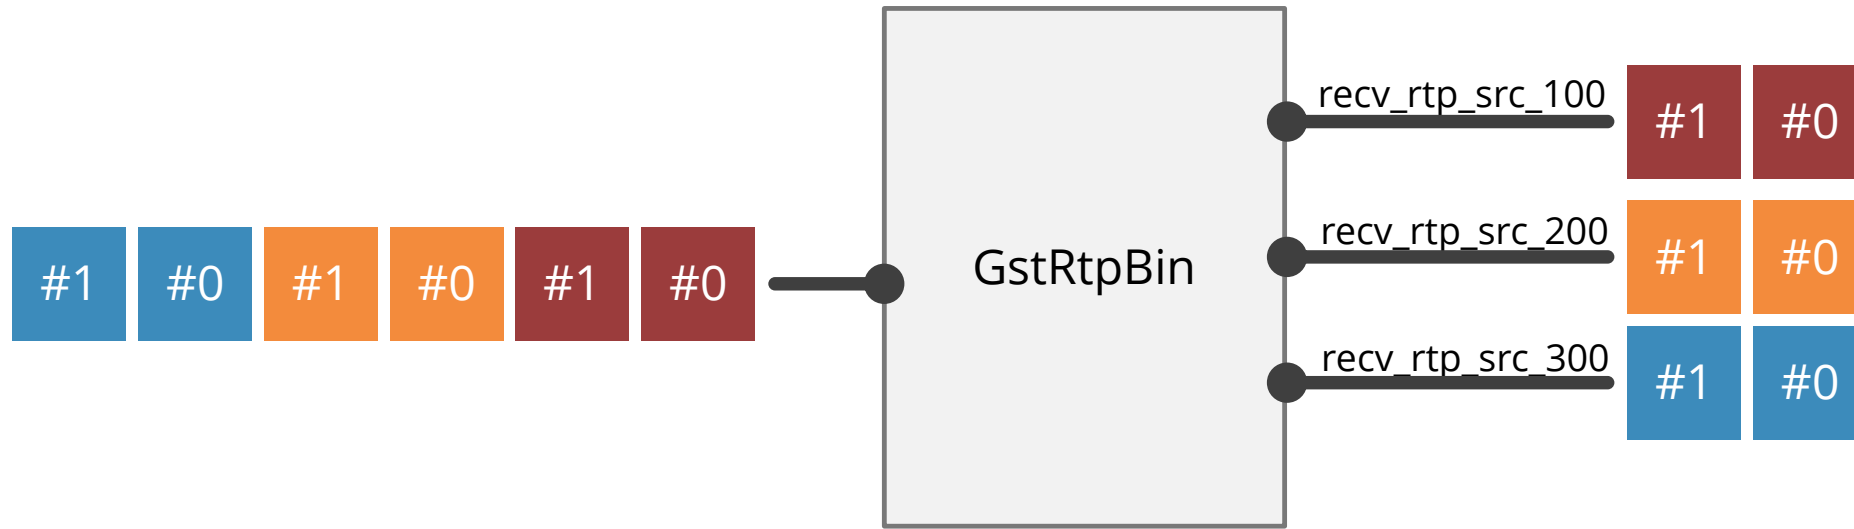 #1 #0 #1 #0 #1 #0
GstRtpBin
recv_rtp_src_100
#1 #0
recv_rtp_src_200
#1 #0
recv_rtp_src_300
#1 #0